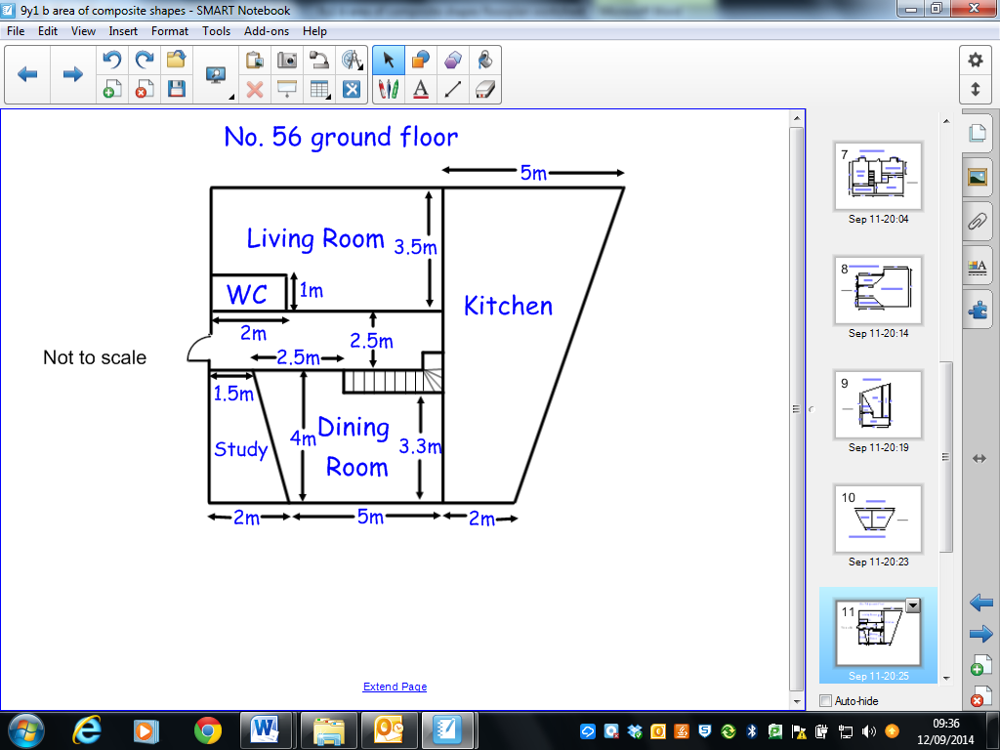 9y1 b area of composite shapes - SMART Notebook
File Edit View Insert Format Tools Add-ons Help
No. 56 ground floor
5m
Living Room
3.5m
WC
1m
Kitchen
2m
2.5m
2.5m
Not to scale
1.5m
Dining
4m
3.3m
Study
Room
2m
5m
2m
Extend Page
7
Sep 11-20:04
8
Sep 11-20:14
9
Sep 11-20:19
10
Sep 11-20:23
11
Sep 11-20:25
Auto-hide
09:36
12/09/2014